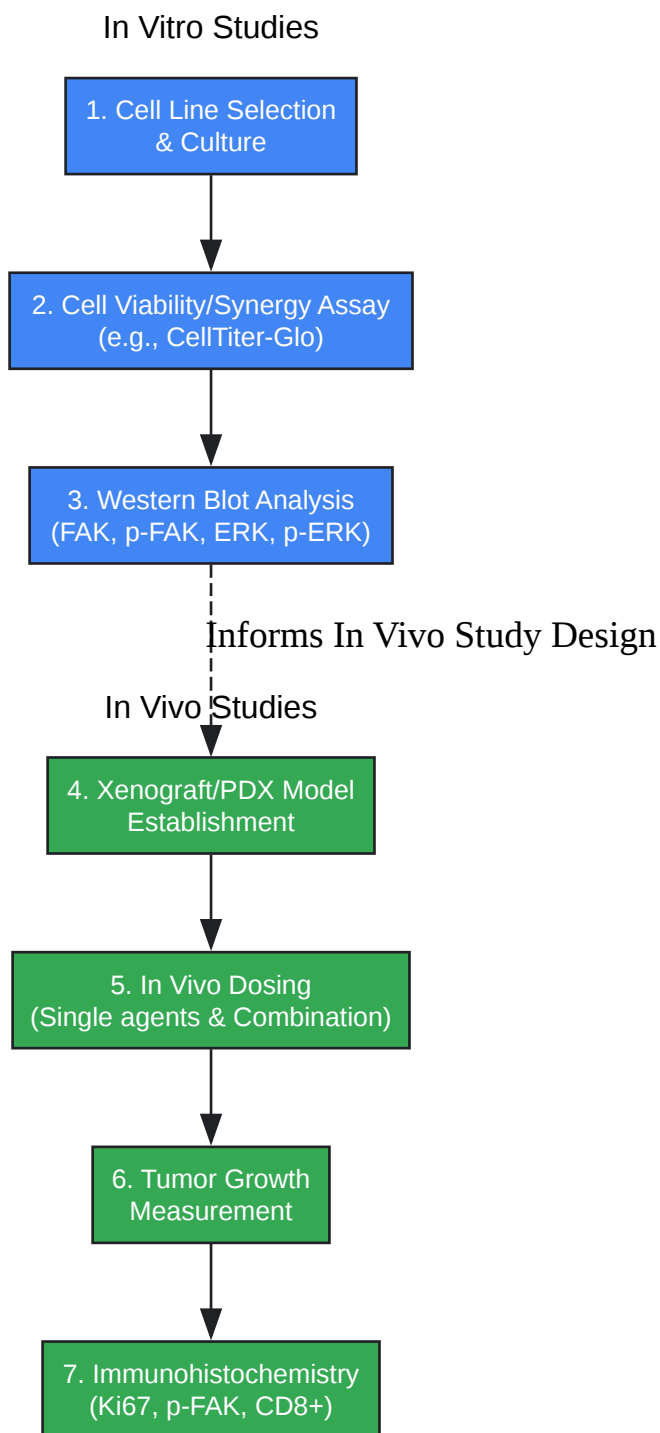 In Vitro Studies
1. Cell Line Selection
& Culture
2. Cell Viability/Synergy Assay
(e.g., CellTiter-Glo)
3. Western Blot Analysis
(FAK, p-FAK, ERK, p-ERK)
Informs In Vivo Study Design
In Vivo Studies
4. Xenograft/PDX Model
Establishment
5. In Vivo Dosing
(Single agents & Combination)
6. Tumor Growth
Measurement
7. Immunohistochemistry
(Ki67, p-FAK, CD8+)